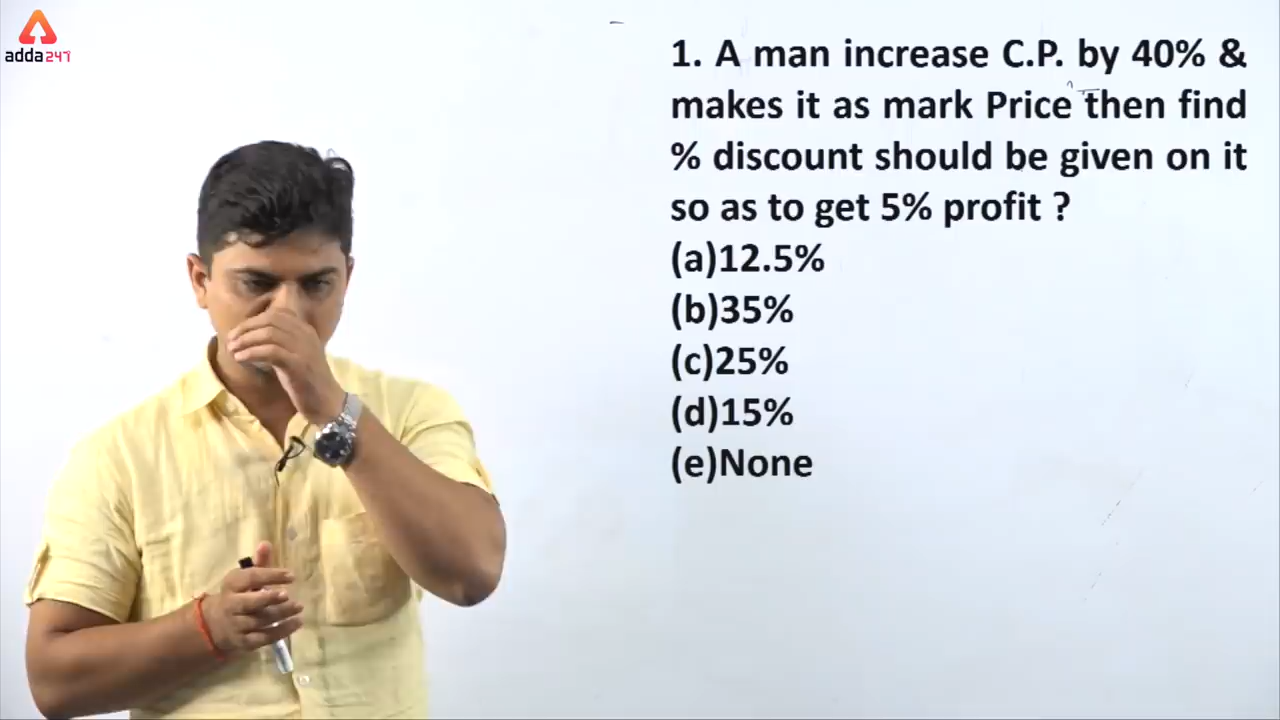 adda247
1. A man increase C.P. by 40% &
makes it as mark Price then find
% discount should be given on it
so as to get 5% profit ?
(a)12.5%
(b)35%
(c)25%
(d)15%
(e)None